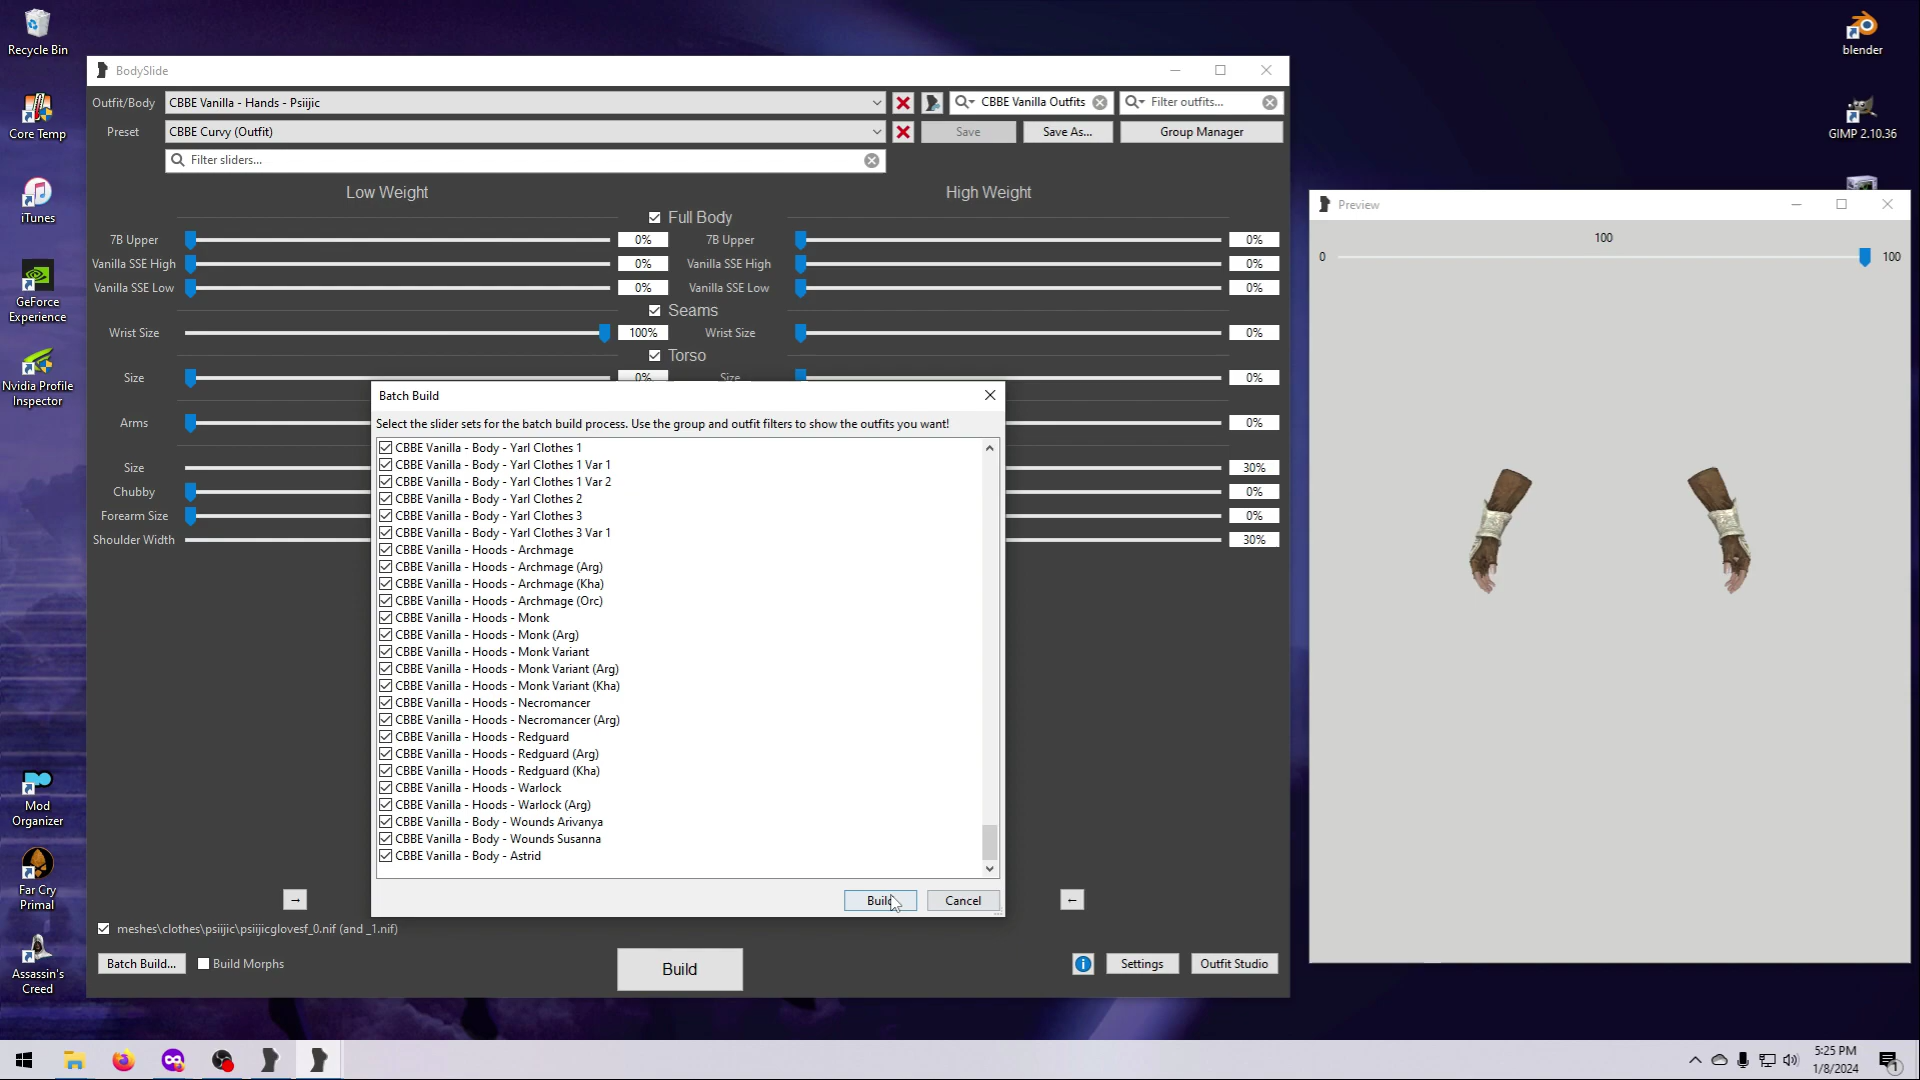 Recycle Bin
Core Temp
iTunes
GeForce
Experience
Nvidia Profile
Inspector
Mod
Organizer
Far Cry
Primal
Assassin's
Creed
blender
GIMP 2.10.36
BodySlide
Outfit/Body
CBBE Vanilla - Hands - Psiijic
CBBE Vanilla Outfits
Filter outfits...
Preset
CBBE Curvy (Outfit)
Save
Save As...
Group Manager
Filter sliders...
Low Weight
High Weight
Full Body
7B Upper
0%
7B Upper
0%
Vanilla SSE High
0%
Vanilla SSE High
0%
Vanilla SSE Low
0%
Vanilla SSE Low
0%
Seams
Wrist Size
100%
Wrist Size
0%
Torso
Size
0%
Size
0%
Arms
0%
Size
30%
Chubby
0%
Forearm Size
0%
Shoulder Width
30%
Batch Build
Select the slider sets for the batch build process. Use the group and outfit filters to show the outfits you want!
CBBE Vanilla - Body - Yarl Clothes 1
CBBE Vanilla - Body - Yarl Clothes 1 Var 1
CBBE Vanilla - Body - Yarl Clothes 1 Var 2
CBBE Vanilla - Body - Yarl Clothes 2
CBBE Vanilla - Body - Yarl Clothes 3
CBBE Vanilla - Body - Yarl Clothes 3 Var 1
CBBE Vanilla - Hoods - Archmage
CBBE Vanilla - Hoods - Archmage (Arg)
CBBE Vanilla - Hoods - Archmage (Kha)
CBBE Vanilla - Hoods - Archmage (Orc)
CBBE Vanilla - Hoods - Monk
CBBE Vanilla - Hoods - Monk (Arg)
CBBE Vanilla - Hoods - Monk Variant
CBBE Vanilla - Hoods - Monk Variant (Arg)
CBBE Vanilla - Hoods - Monk Variant (Kha)
CBBE Vanilla - Hoods - Necromancer
CBBE Vanilla - Hoods - Necromancer (Arg)
CBBE Vanilla - Hoods - Redguard
CBBE Vanilla - Hoods - Redguard (Arg)
CBBE Vanilla - Hoods - Redguard (Kha)
CBBE Vanilla - Hoods - Warlock
CBBE Vanilla - Hoods - Warlock (Arg)
CBBE Vanilla - Body - Wounds Arivanya
CBBE Vanilla - Body - Wounds Susanna
CBBE Vanilla - Body - Astrid
Build
Cancel
→
←
meshes\clothes\psiijic\psiijicglovesf_0.nif (and _1.nif)
Batch Build...
Build Morphs
Build
Settings
Outfit Studio
Preview
100
0
100
5:25 PM
1/8/2024
1